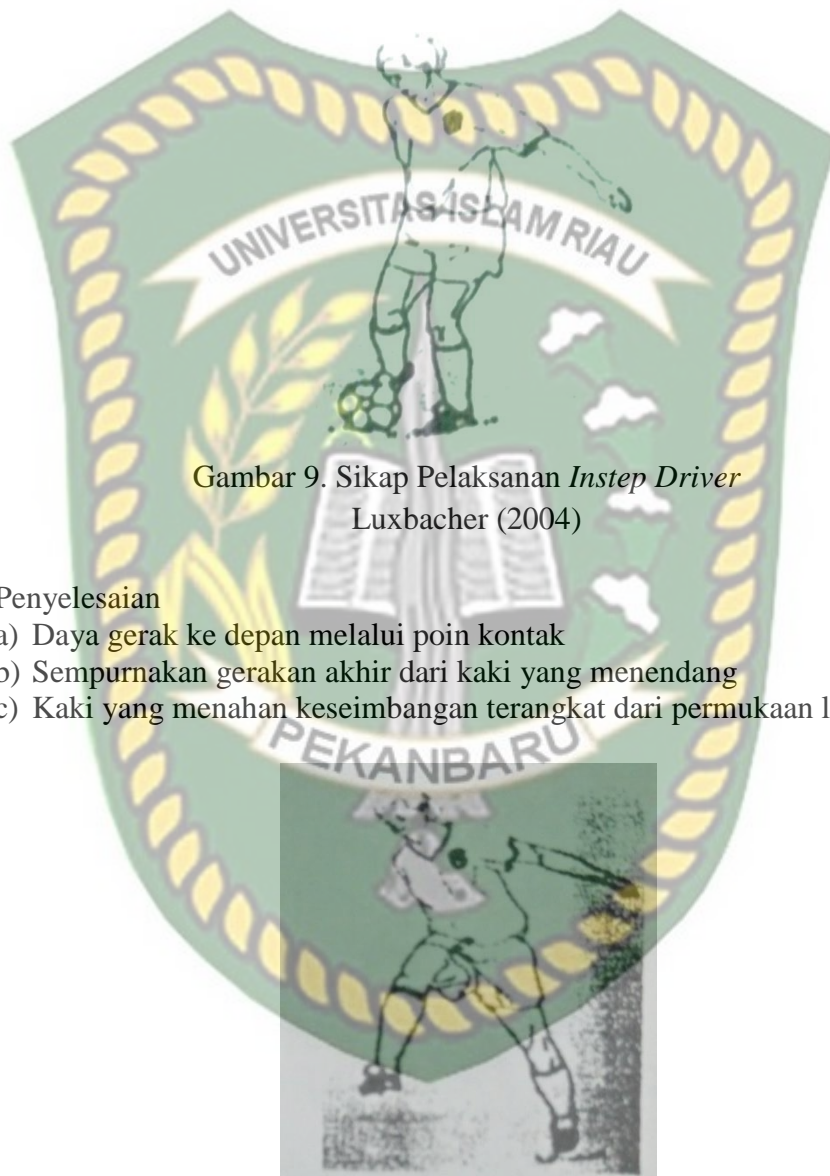 UNIVERSITAS ISLAM RIAU
Gambar 9. Sikap Pelaksanan Instep Driver
Luxbacher (2004)
Penyelesaian
a) Daya gerak ke depan melalui poin kontak
b) Sempurnakan gerakan akhir dari kaki yang menendang
c) Kaki yang menahan keseimbangan terangkat dari permukaan
PEKANBARU